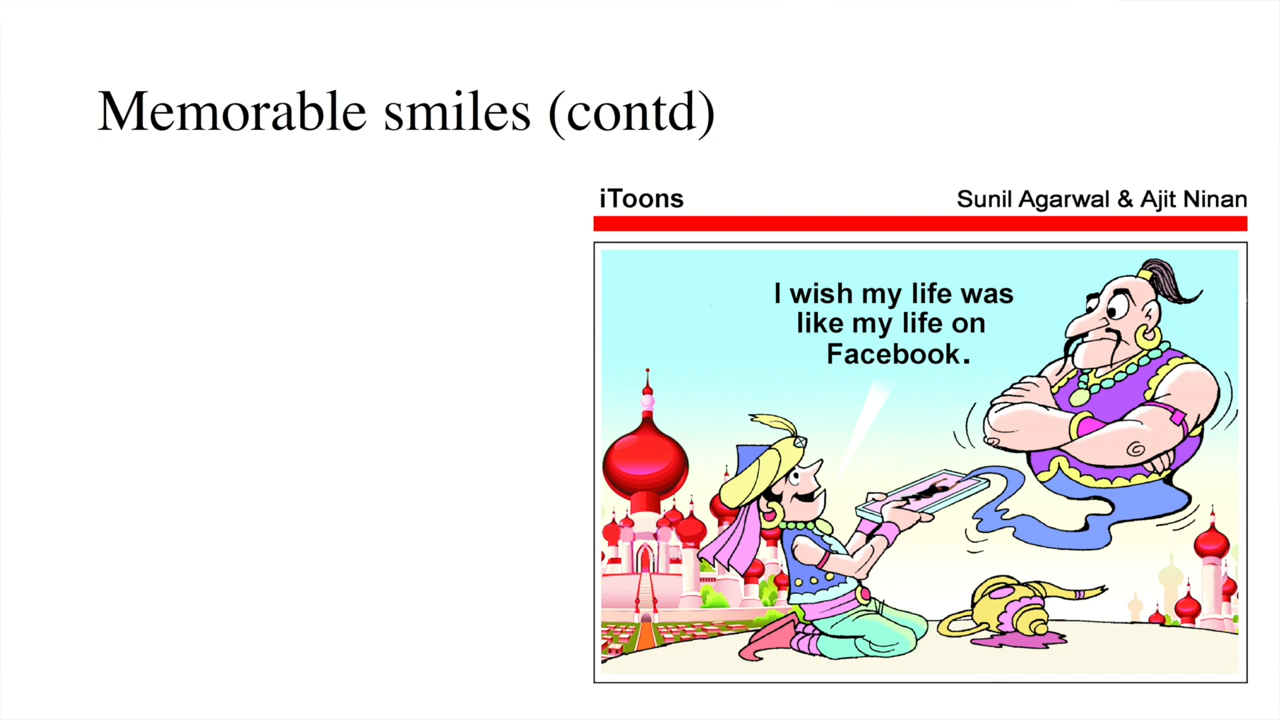 Memorable smiles (contd)
iToons
Sunil Agarwal & Ajit Ninan
I wish my life was
like my life on
Facebook.